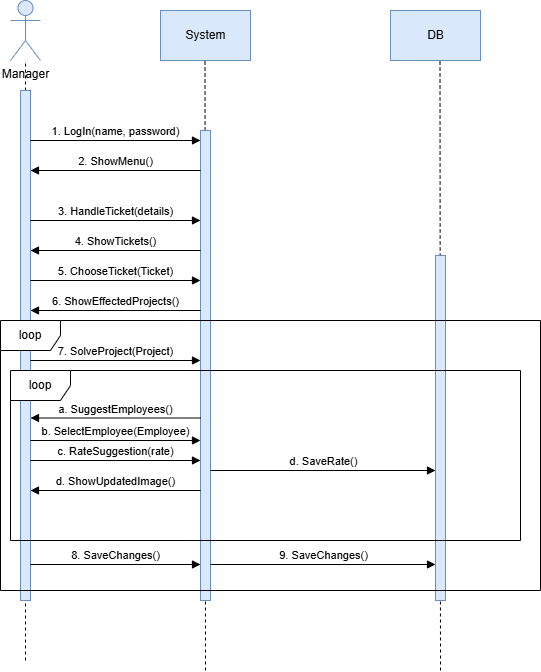 System
DB
Manager
1. LogIn(name, password)
2. ShowMenu()
3. HandleTicket(details)
4. ShowTickets()
5. ChooseTicket(Ticket)
6. ShowEffectedProjects()
loop
7. SolveProject(Project)
loop
a. SuggestEmployees()
b. SelectEmployee(Employee)
c. RateSuggestion(rate)
d. SaveRate()
d. ShowUpdatedImage()
8. SaveChanges()
9. SaveChanges()